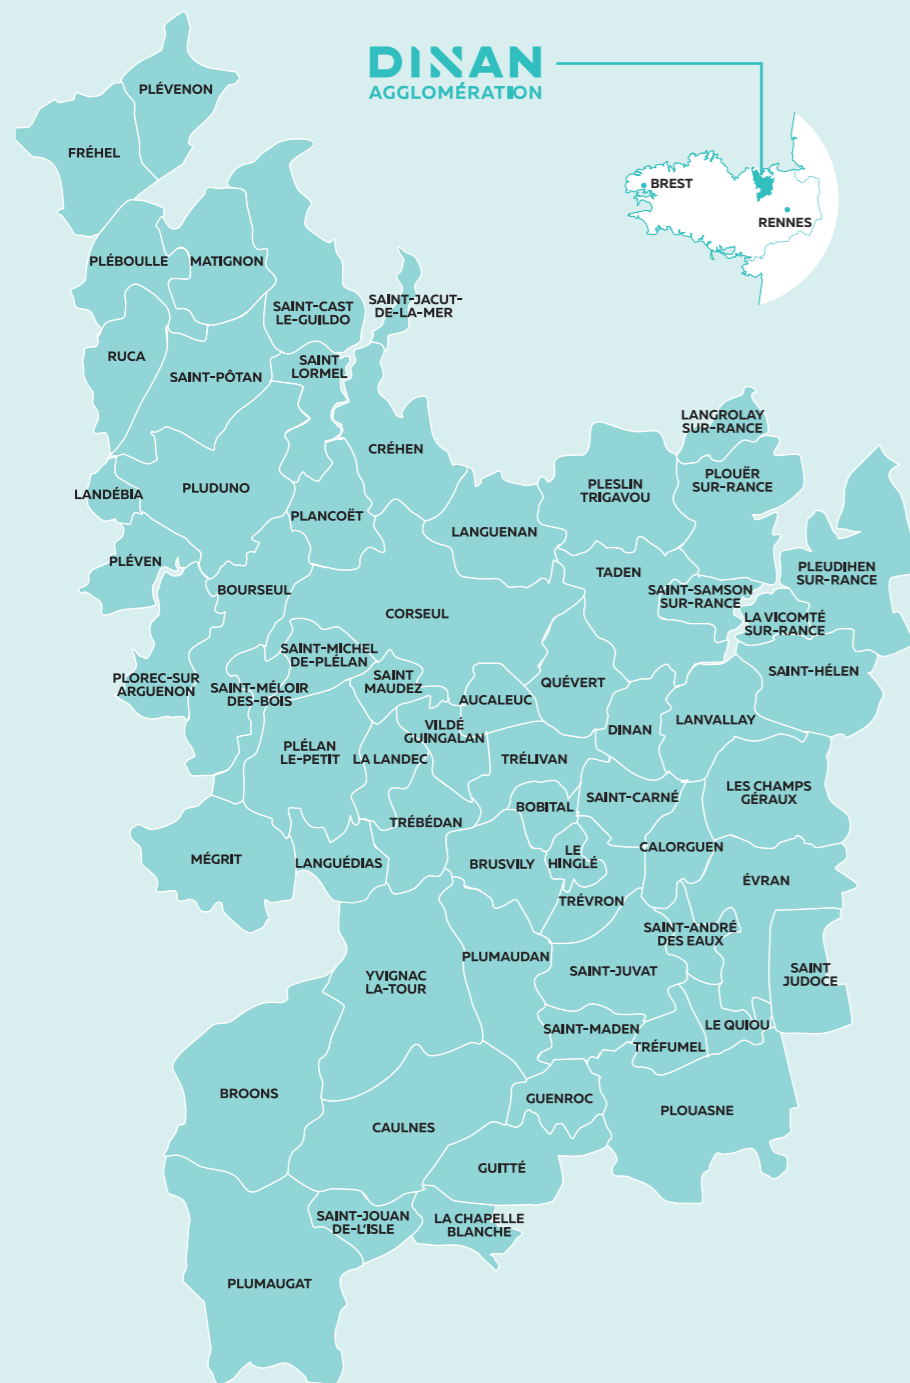 DINAN
AGGLOMÉRATION
BREST
RENNES
PLÉVENON
FRÉHEL
PLÉBOULLE
MATIGNON
SAINT-CAST
LE-GUILDO
SAINT-JACUT-
DE-LA-MER
RUCA
SAINT-PÔTAN
SAINT
LORMEL
CRÉHEN
LANGROLAY
SUR-RANCE
PLESLIN
TRIGAVOU
PLOUËR
SUR-RANCE
LANDÉBIA
PLUDUNO
PLANCOËT
LANGUENAN
PLÉVEN
BOURSEUL
CORSEUL
TADEN
SAINT-SAMSON
SUR-RANCE
PLEUDIHEN
SUR-RANCE
LA VICOMTÉ
SUR-RANCE
PLOREC-SUR
ARGUENON
SAINT-MÉLOIR
DES-BOIS
SAINT-MICHEL
DE-PLÉLAN
SAINT
MAUDEZ
AUCALEUC
QUÉVERT
SAINT-HÉLEN
VILDÉ
GUINGALAN
DINAN
LANVALLAY
PLÉLAN
LE-PETIT
LA LANDEC
TRÉLIVAN
LES CHAMPS
GÉRAUX
BOBITAL
SAINT-CARNÉ
TRÉBÉDAN
MÉGRIT
LANGUÉDIAS
BRUSVILY
LE
HINGLÉ
CALORGUEN
ÉVRAN
TRÉVRON
SAINT-ANDRÉ
DES EAUX
YVIGNAC
LA-TOUR
PLUMAUDAN
SAINT-JUVAT
SAINT
JUDOCE
SAINT-MADEN
TRÉFUMEL
LE QUIOU
BROONS
GUENROC
PLOUASNE
CAULNES
GUITTÉ
SAINT-JOUAN
DE-L'ISLE
LA CHAPELLE
BLANCHE
PLUMAUGAT